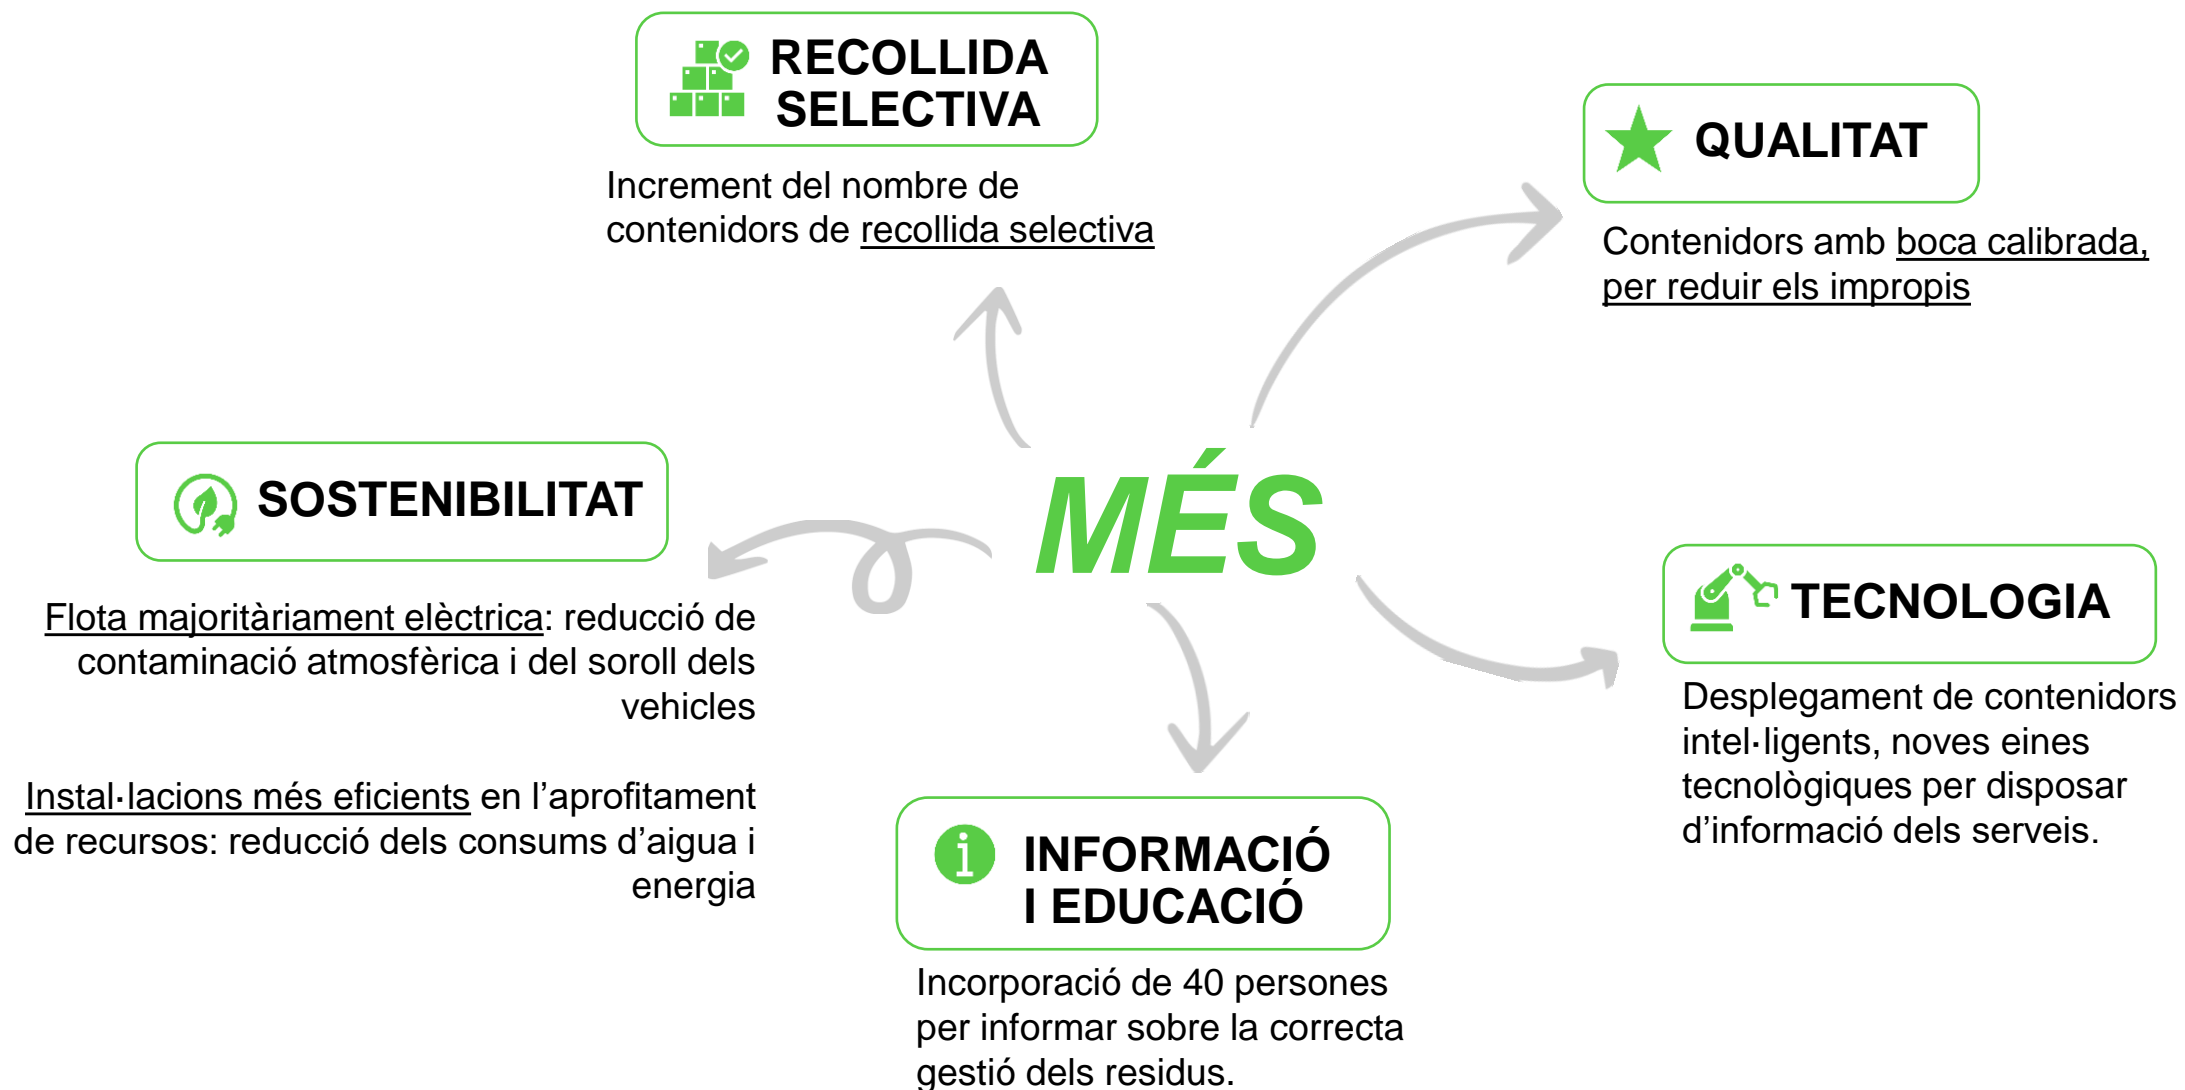 RECOLLIDA
SELECTIVA
Increment del nombre de
contenidors de recollida selectiva
QUALITAT
Contenidors amb boca calibrada,
per reduir els impropis
MÉS
SOSTENIBILITAT
Flota majoritàriament elèctrica: reducció de
contaminació atmosfèrica i del soroll dels
vehicles
Instal·lacions més eficients en l’aprofitament
de recursos: reducció dels consums d’aigua i
energia
TECNOLOGIA
Desplegament de contenidors
intel·ligents, noves eines
tecnològiques per disposar
d’informació dels serveis.
INFORMACIÓ
I EDUCACIÓ
Incorporació de 40 persones
per informar sobre la correcta
gestió dels residus.